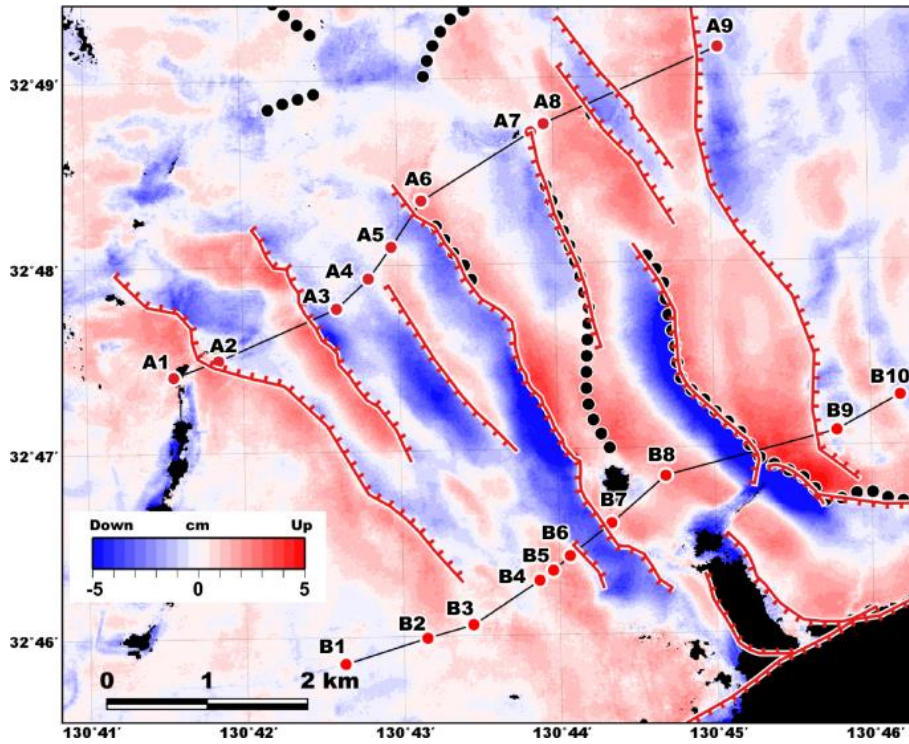 A9
32°49′
A8
A7
A6
A5
32°48′
A4
A3
A2
A1
B10
B9
32°47′
B8
Down cm Up
B7
B6
B5
-5 0 5
B4
B3
32°46′
B2
B1
0 1 2 km
130°41′ 130°42′ 130°43′ 130°44′ 130°45′ 130°46′